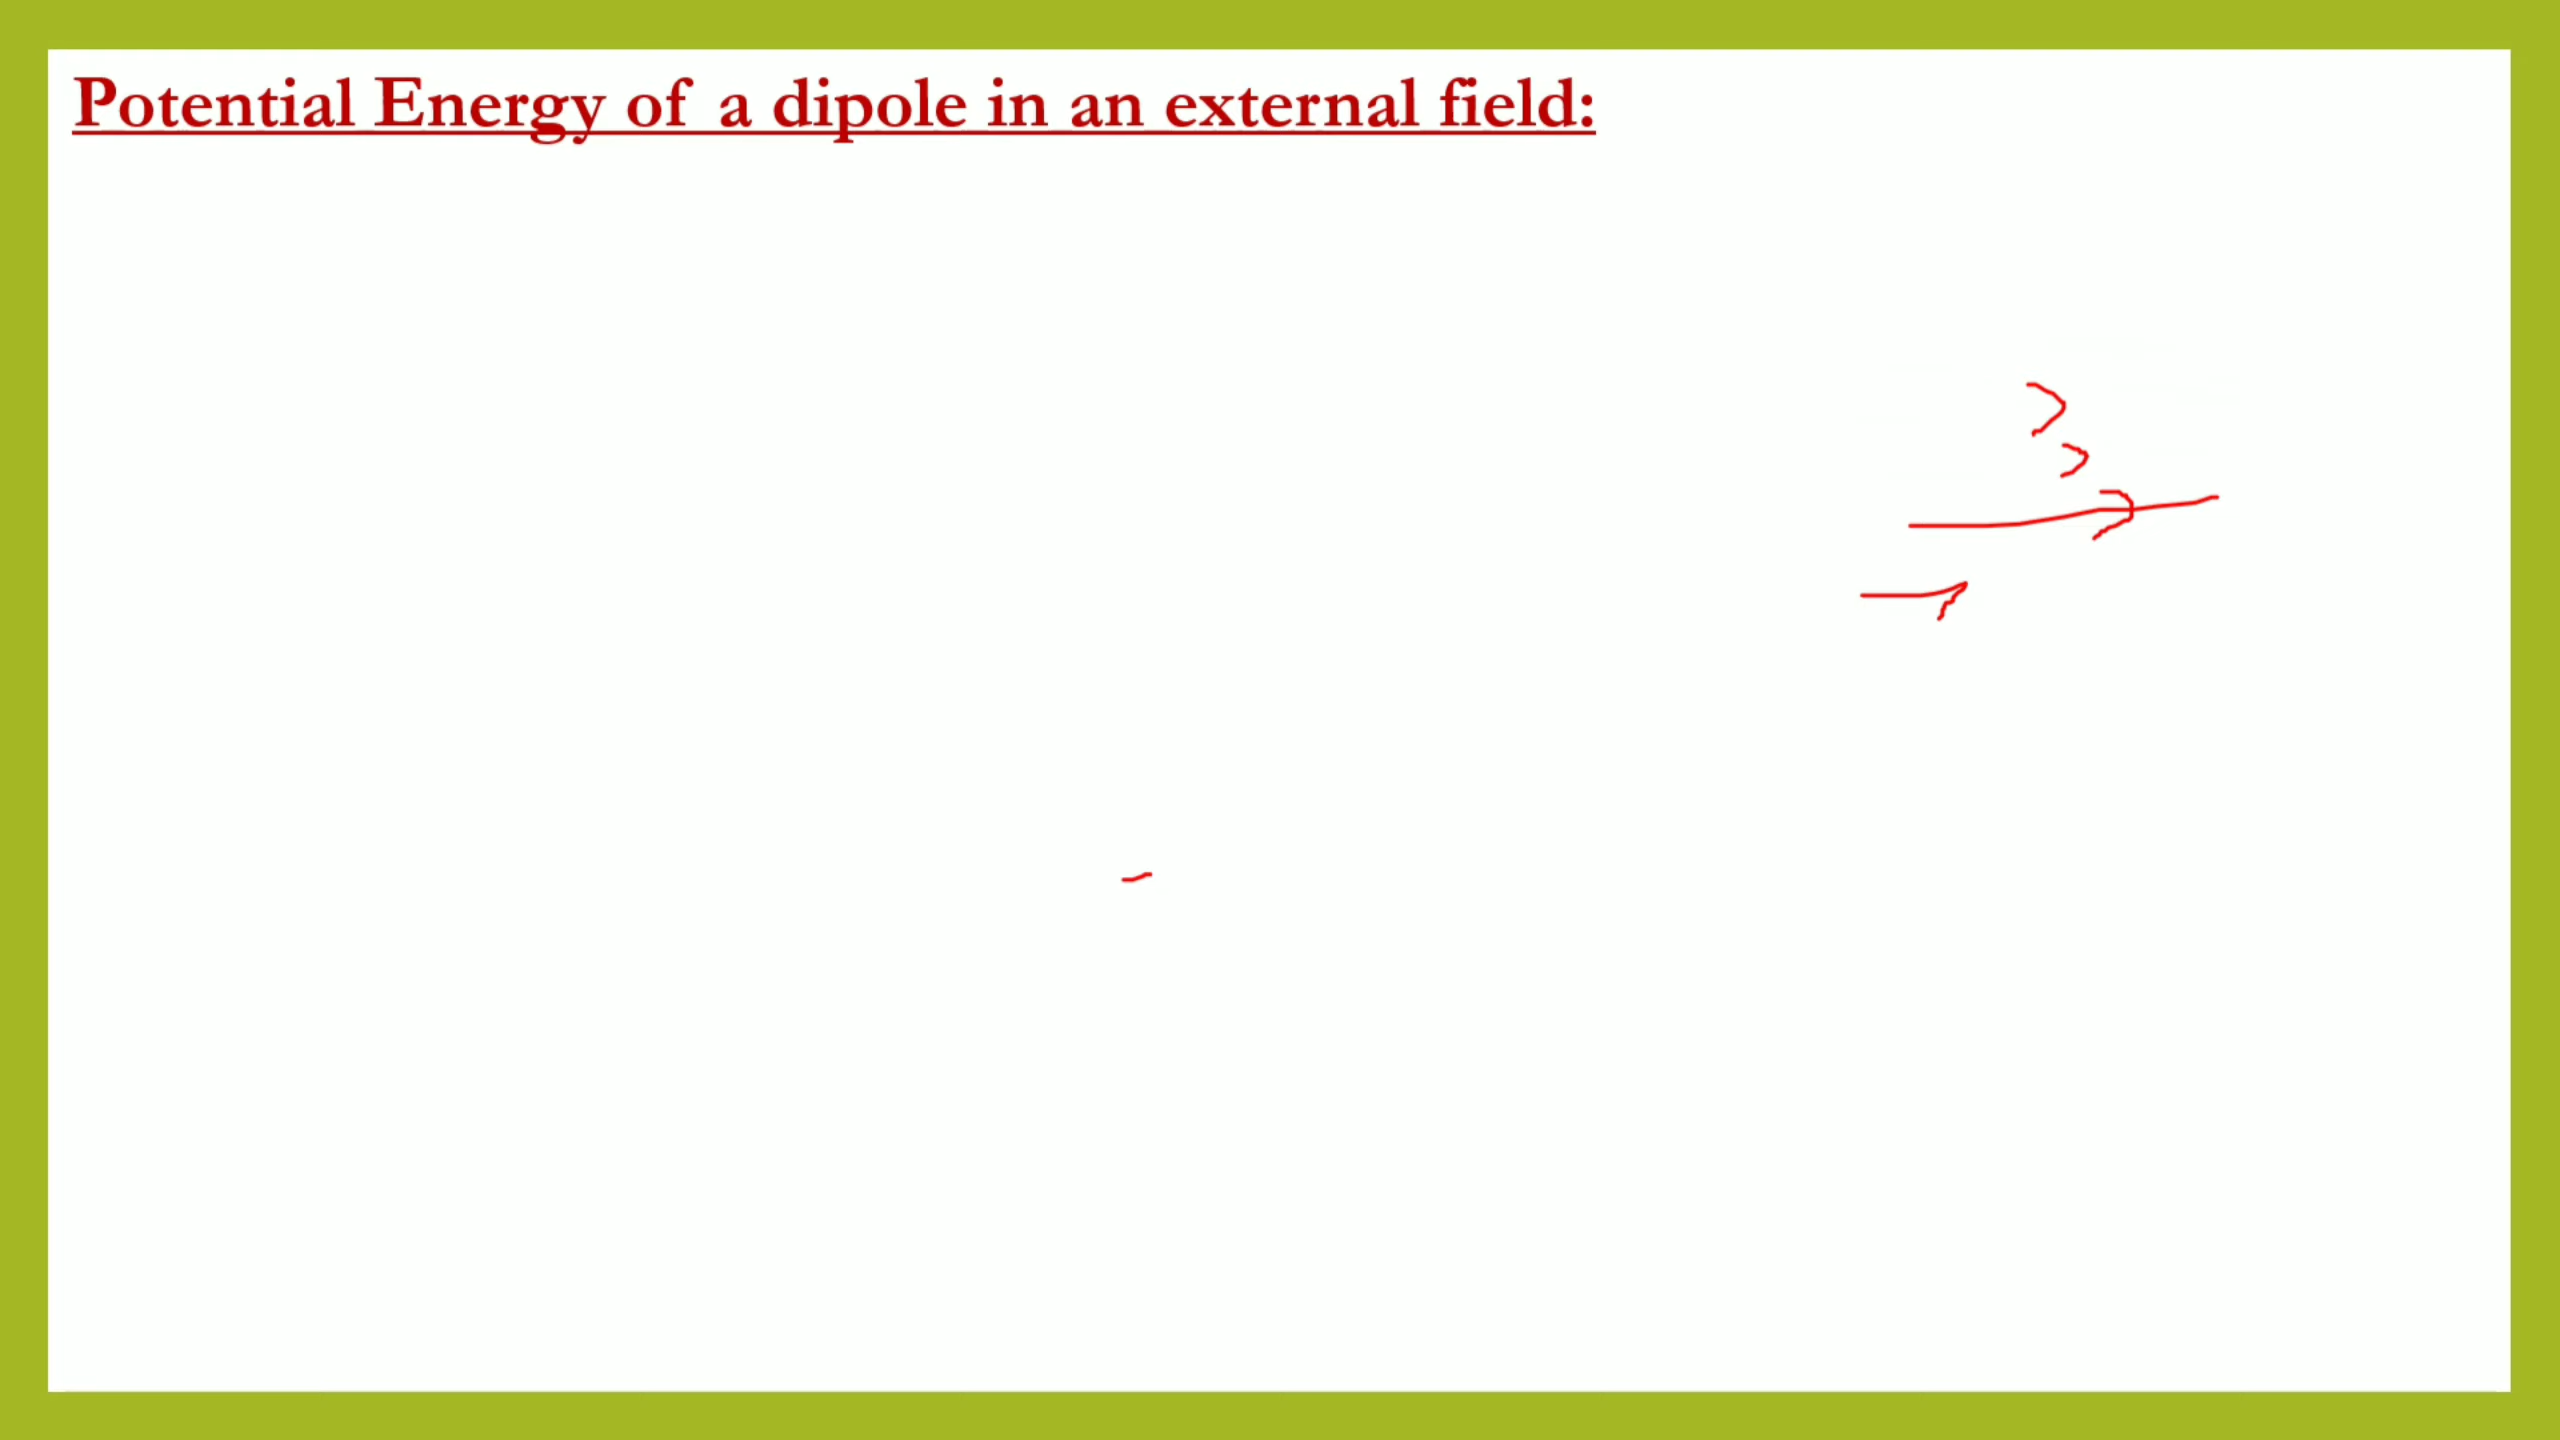 Potential Energy of a dipole in an external field: